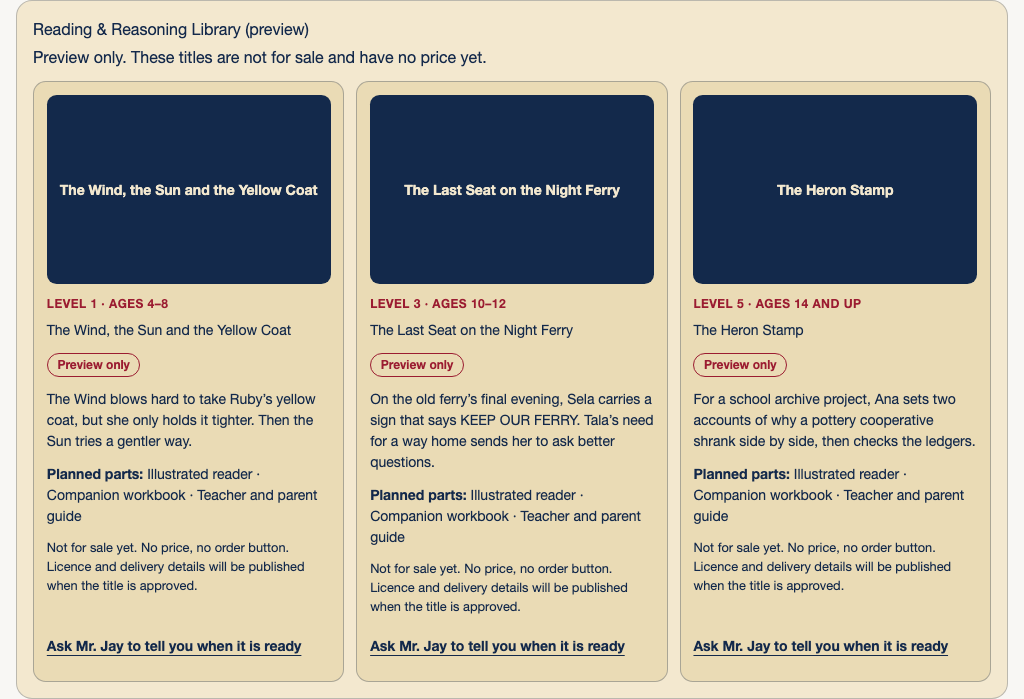 Reading & Reasoning Library (preview)
Preview only. These titles are not for sale and have no price yet.
The Wind, the Sun and the Yellow Coat
LEVEL 1 · AGES 4–8
The Wind, the Sun and the Yellow Coat
Preview only
The Wind blows hard to take Ruby’s yellow
coat, but she only holds it tighter. Then the
Sun tries a gentler way.
Planned parts: Illustrated reader ·
Companion workbook · Teacher and parent
guide
Not for sale yet. No price, no order button.
Licence and delivery details will be published
when the title is approved.
Ask Mr. Jay to tell you when it is ready
The Last Seat on the Night Ferry
LEVEL 3 · AGES 10–12
The Last Seat on the Night Ferry
Preview only
On the old ferry’s final evening, Sela carries a
sign that says KEEP OUR FERRY. Tala’s need
for a way home sends her to ask better
questions.
Planned parts: Illustrated reader ·
Companion workbook · Teacher and parent
guide
Not for sale yet. No price, no order button.
Licence and delivery details will be published
when the title is approved.
Ask Mr. Jay to tell you when it is ready
The Heron Stamp
LEVEL 5 · AGES 14 AND UP
The Heron Stamp
Preview only
For a school archive project, Ana sets two
accounts of why a pottery cooperative
shrank side by side, then checks the ledgers.
Planned parts: Illustrated reader ·
Companion workbook · Teacher and parent
guide
Not for sale yet. No price, no order button.
Licence and delivery details will be published
when the title is approved.
Ask Mr. Jay to tell you when it is ready